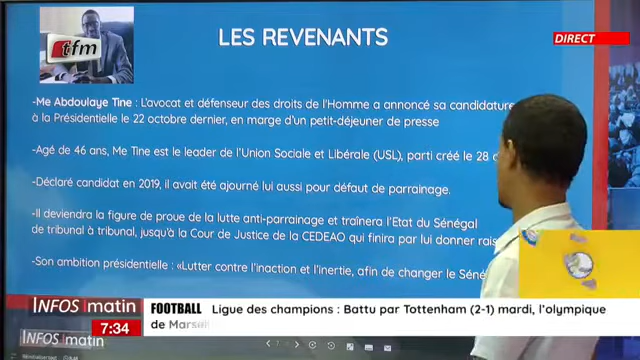 tfm
LES REVENANTS
DIRECT
-Me Abdoulaye Tine : L'avocat et défenseur des droits de l'Homme a annoncé sa candidature
à la Présidentielle le 22 octobre dernier, en marge d'un petit-déjeuner de presse
-Agé de 46 ans, Me Tine est le leader de l'Union Sociale et Libérale (USL), parti créé le 28
-Déclaré candidat en 2019, il avait été ajourné lui aussi pour défaut de parrainage.
-Il deviendra la figure de proue de la lutte anti-parrainage et traînera l'Etat du Sénégal
de tribunal à tribunal, jusqu'à la Cour de Justice de la CEDEAO qui finira par lui donner
-Son ambition présidentielle : «Lutter contre l'inaction et l'inertie, afin de changer le
INFOS matin
7:34
FOOTBALL Ligue des champions : Battu par Tottenham (2-1) mardi, l'olympique
de
INFOS matin